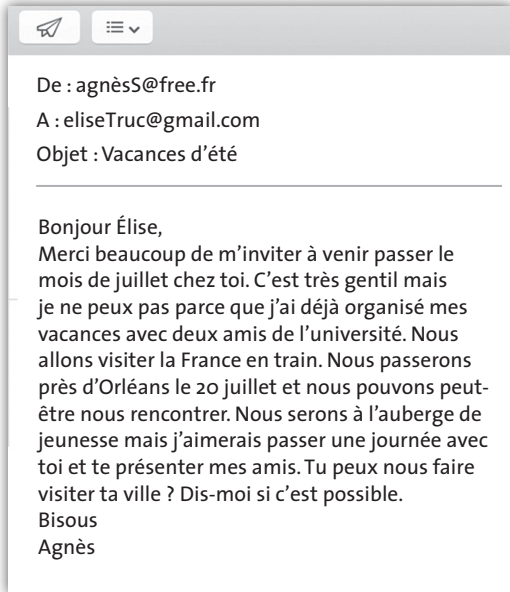 De : agnèsS@free.fr
A : eliseTruc@gmail.com
Objet : Vacances d’été
Bonjour Élise,
Merci beaucoup de m’inviter à venir passer le
mois de juillet chez toi. C’est très gentil mais
je ne peux pas parce que j’ai déjà organisé mes
vacances avec deux amis de l’université. Nous
allons visiter la France en train. Nous passerons
près d’Orléans le 20 juillet et nous pouvons peut-
être nous rencontrer. Nous serons à l’auberge de
jeunesse mais j’aimerais passer une journée avec
toi et te présenter mes amis. Tu peux nous faire
visiter ta ville ? Dis-moi si c’est possible.
Bisous
Agnès